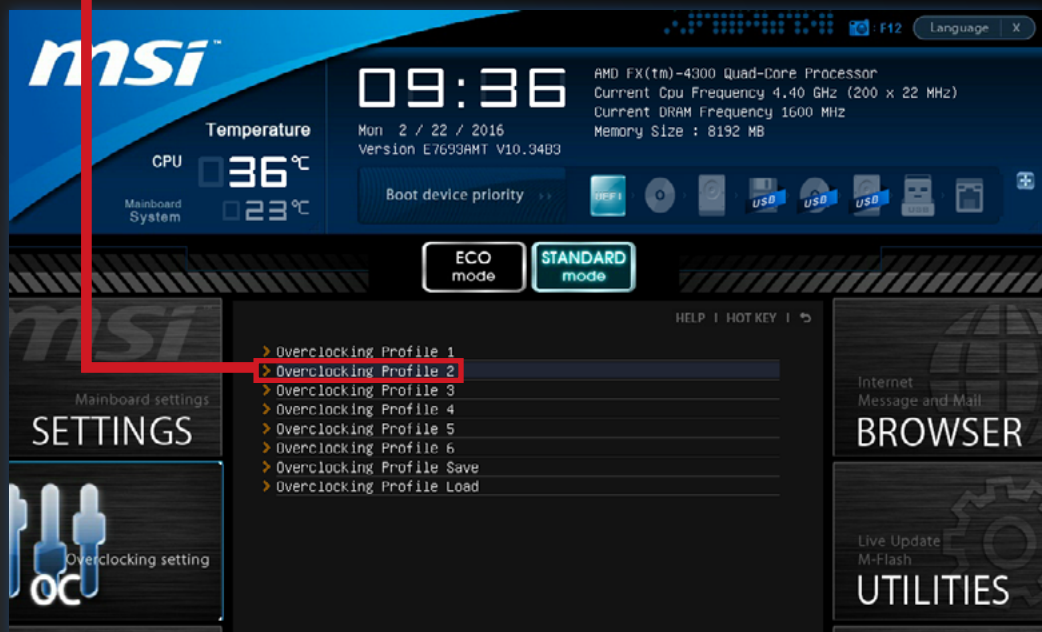 msi™
: F12 Language X
09:36
Mon 2 / 22 / 2016
Version E7693AMT V10.34B3
AMD FX(tm)-4300 Quad-Core Processor
Current Cpu Frequency 4.40 GHz (200 x 22 MHz)
Current DRAM Frequency 1600 MHz
Memory Size : 8192 MB
Temperature
CPU 36°C
Mainboard
System 23°C
Boot device priority
UEFI USB USB USB USB
ECO
mode
STANDARD
mode
HELP | HOT KEY |
Overclocking Profile 1
Overclocking Profile 2
Overclocking Profile 3
Overclocking Profile 4
Overclocking Profile 5
Overclocking Profile 6
Overclocking Profile Save
Overclocking Profile Load
msi
Mainboard settings
SETTINGS
Overclocking setting
OC
Internet
Message and Mail
BROWSER
Live Update
M-Flash
UTILITIES